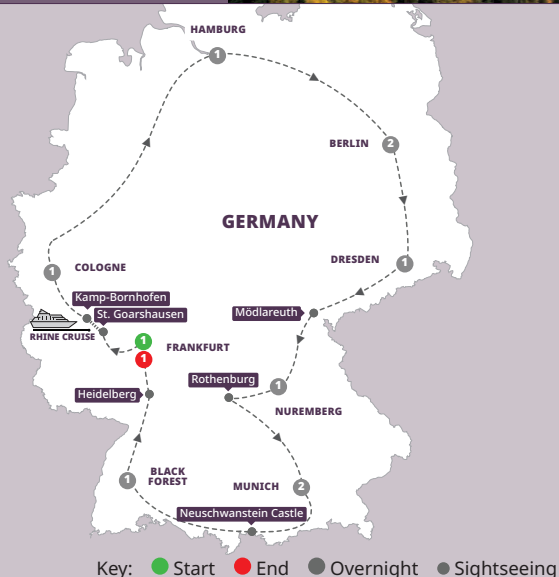 HAMBURG
1
BERLIN
2
GERMANY
DRESDEN
1
1
COLOGNE
Kamp-Bornhofen
St. Goarshausen
RHINE CRUISE
Mödlareuth
1
FRANKFURT
1
Rothenburg
1
NUREMBERG
Heidelberg
1
BLACK
FOREST
MUNICH
2
Neuschwanstein Castle
Key: Start End Overnight Sightseeing